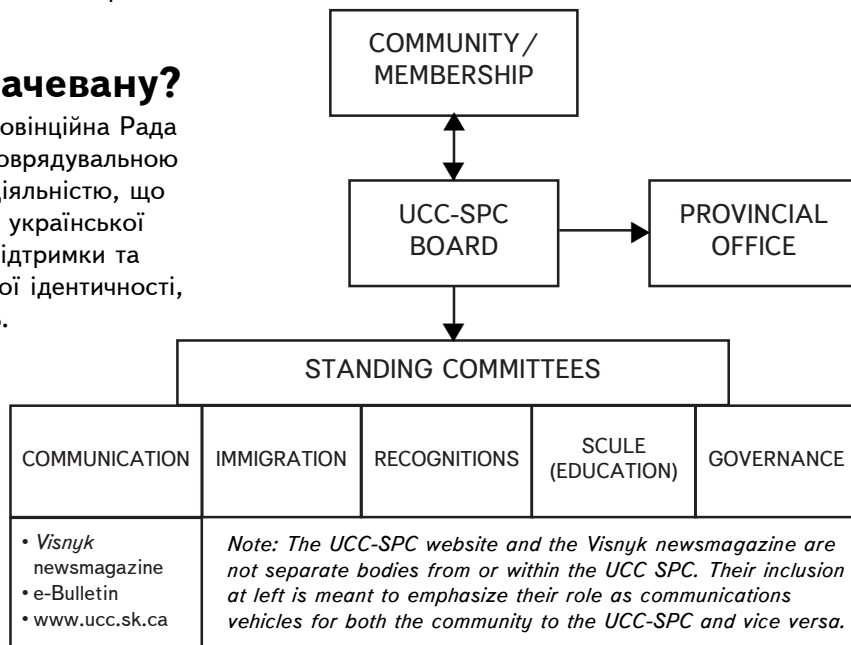 ачевану?
овінційна Рада
оврядувальною
діяльністю, що
української
ідтримки та
ої ідентичності,
COMMUNITY/
MEMBERSHIP
UCC-SPC
BOARD
PROVINCIAL
OFFICE
STANDING COMMITTEES
COMMUNICATION
IMMIGRATION
RECOGNITIONS
SCULE
(EDUCATION)
GOVERNANCE
• Visnyk
newsmagazine
• e-Bulletin
• www.ucc.sk.ca
Note: The UCC-SPC website and the Visnyk newsmagazine are
not separate bodies from or within the UCC SPC. Their inclusion
at left is meant to emphasize their role as communications
vehicles for both the community to the UCC-SPC and vice versa.